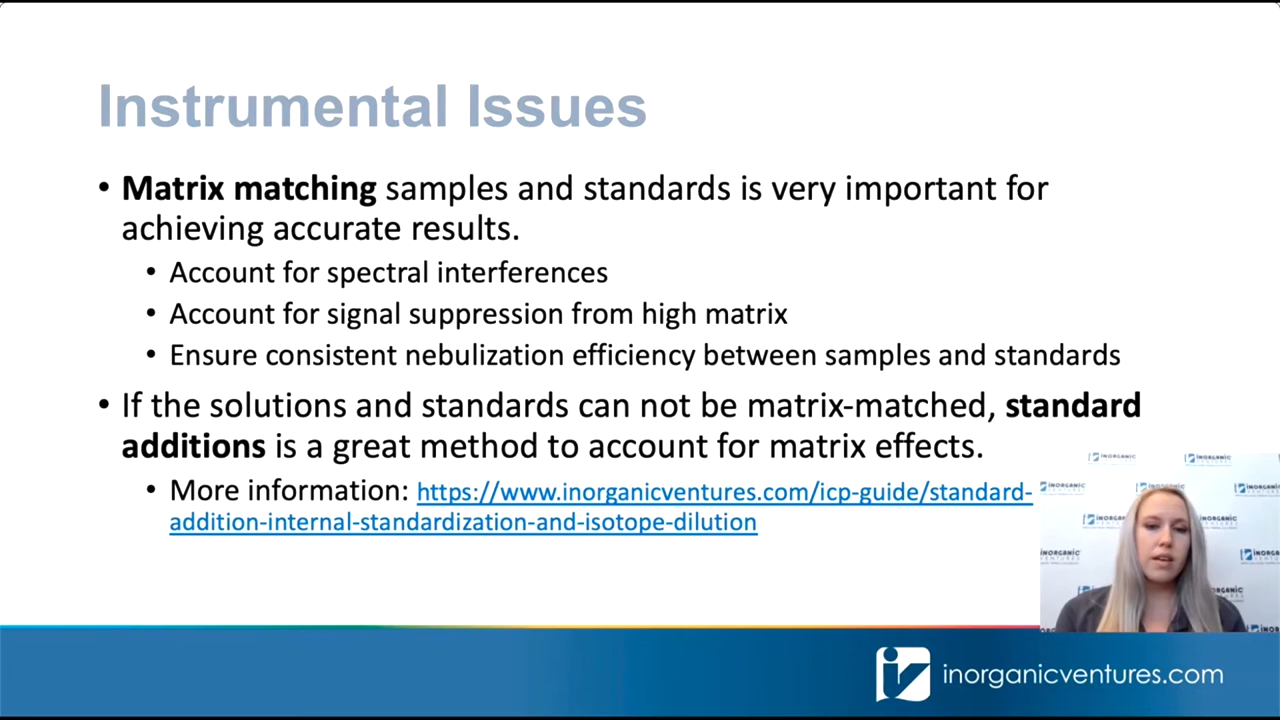 Instrumental Issues
• Matrix matching samples and standards is very important for
achieving accurate results.
• Account for spectral interferences
• Account for signal suppression from high matrix
• Ensure consistent nebulization efficiency between samples and standards
• If the solutions and standards can not be matrix-matched, standard
additions is a great method to account for matrix effects.
• More information: https://www.inorganicventures.com/icp-guide/standard-
addition-internal-standardization-and-isotope-dilution
INORGANIC
VENTURES
iv inorganicventures.com